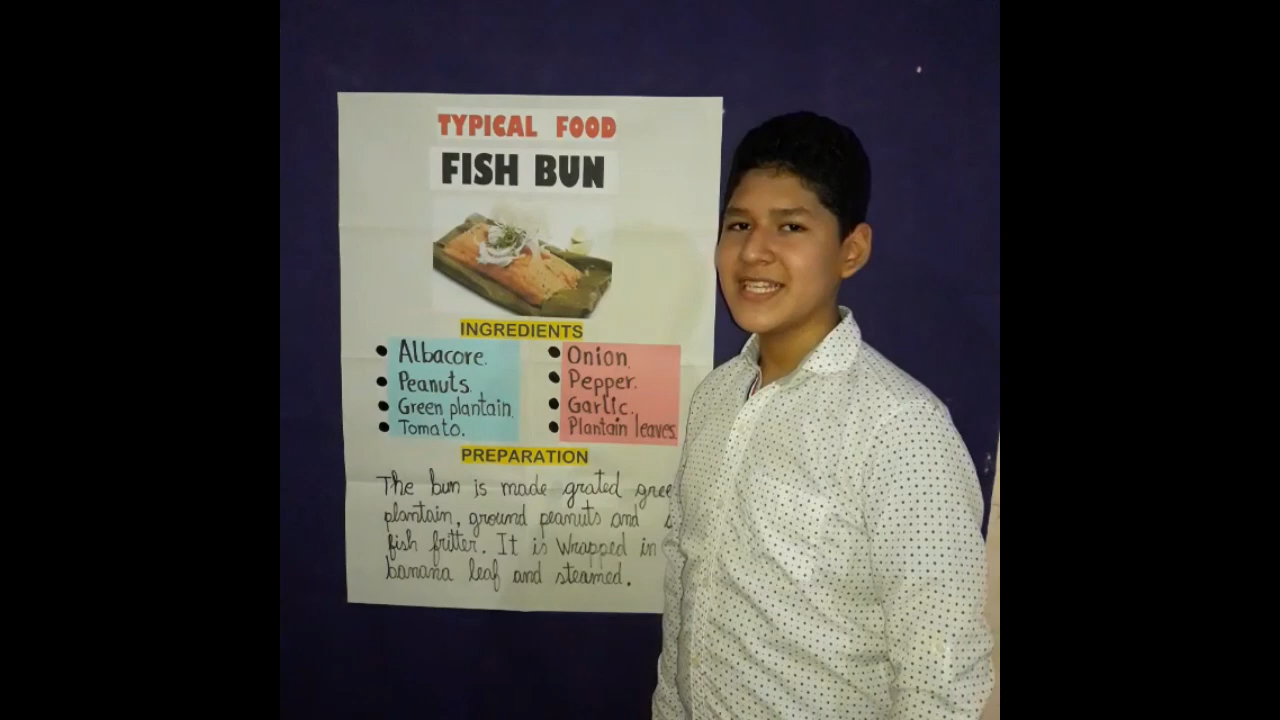 TYPICAL FOOD
FISH BUN
INGREDIENTS
Albacore.
Peanuts.
Green plantain.
Tomato.
Onion.
Pepper.
Garlic.
Plantain leaves.
PREPARATION
The bun is made grated
plantain, ground peanuts and
fish fritter. It is wrapped in
banana leaf and steamed.